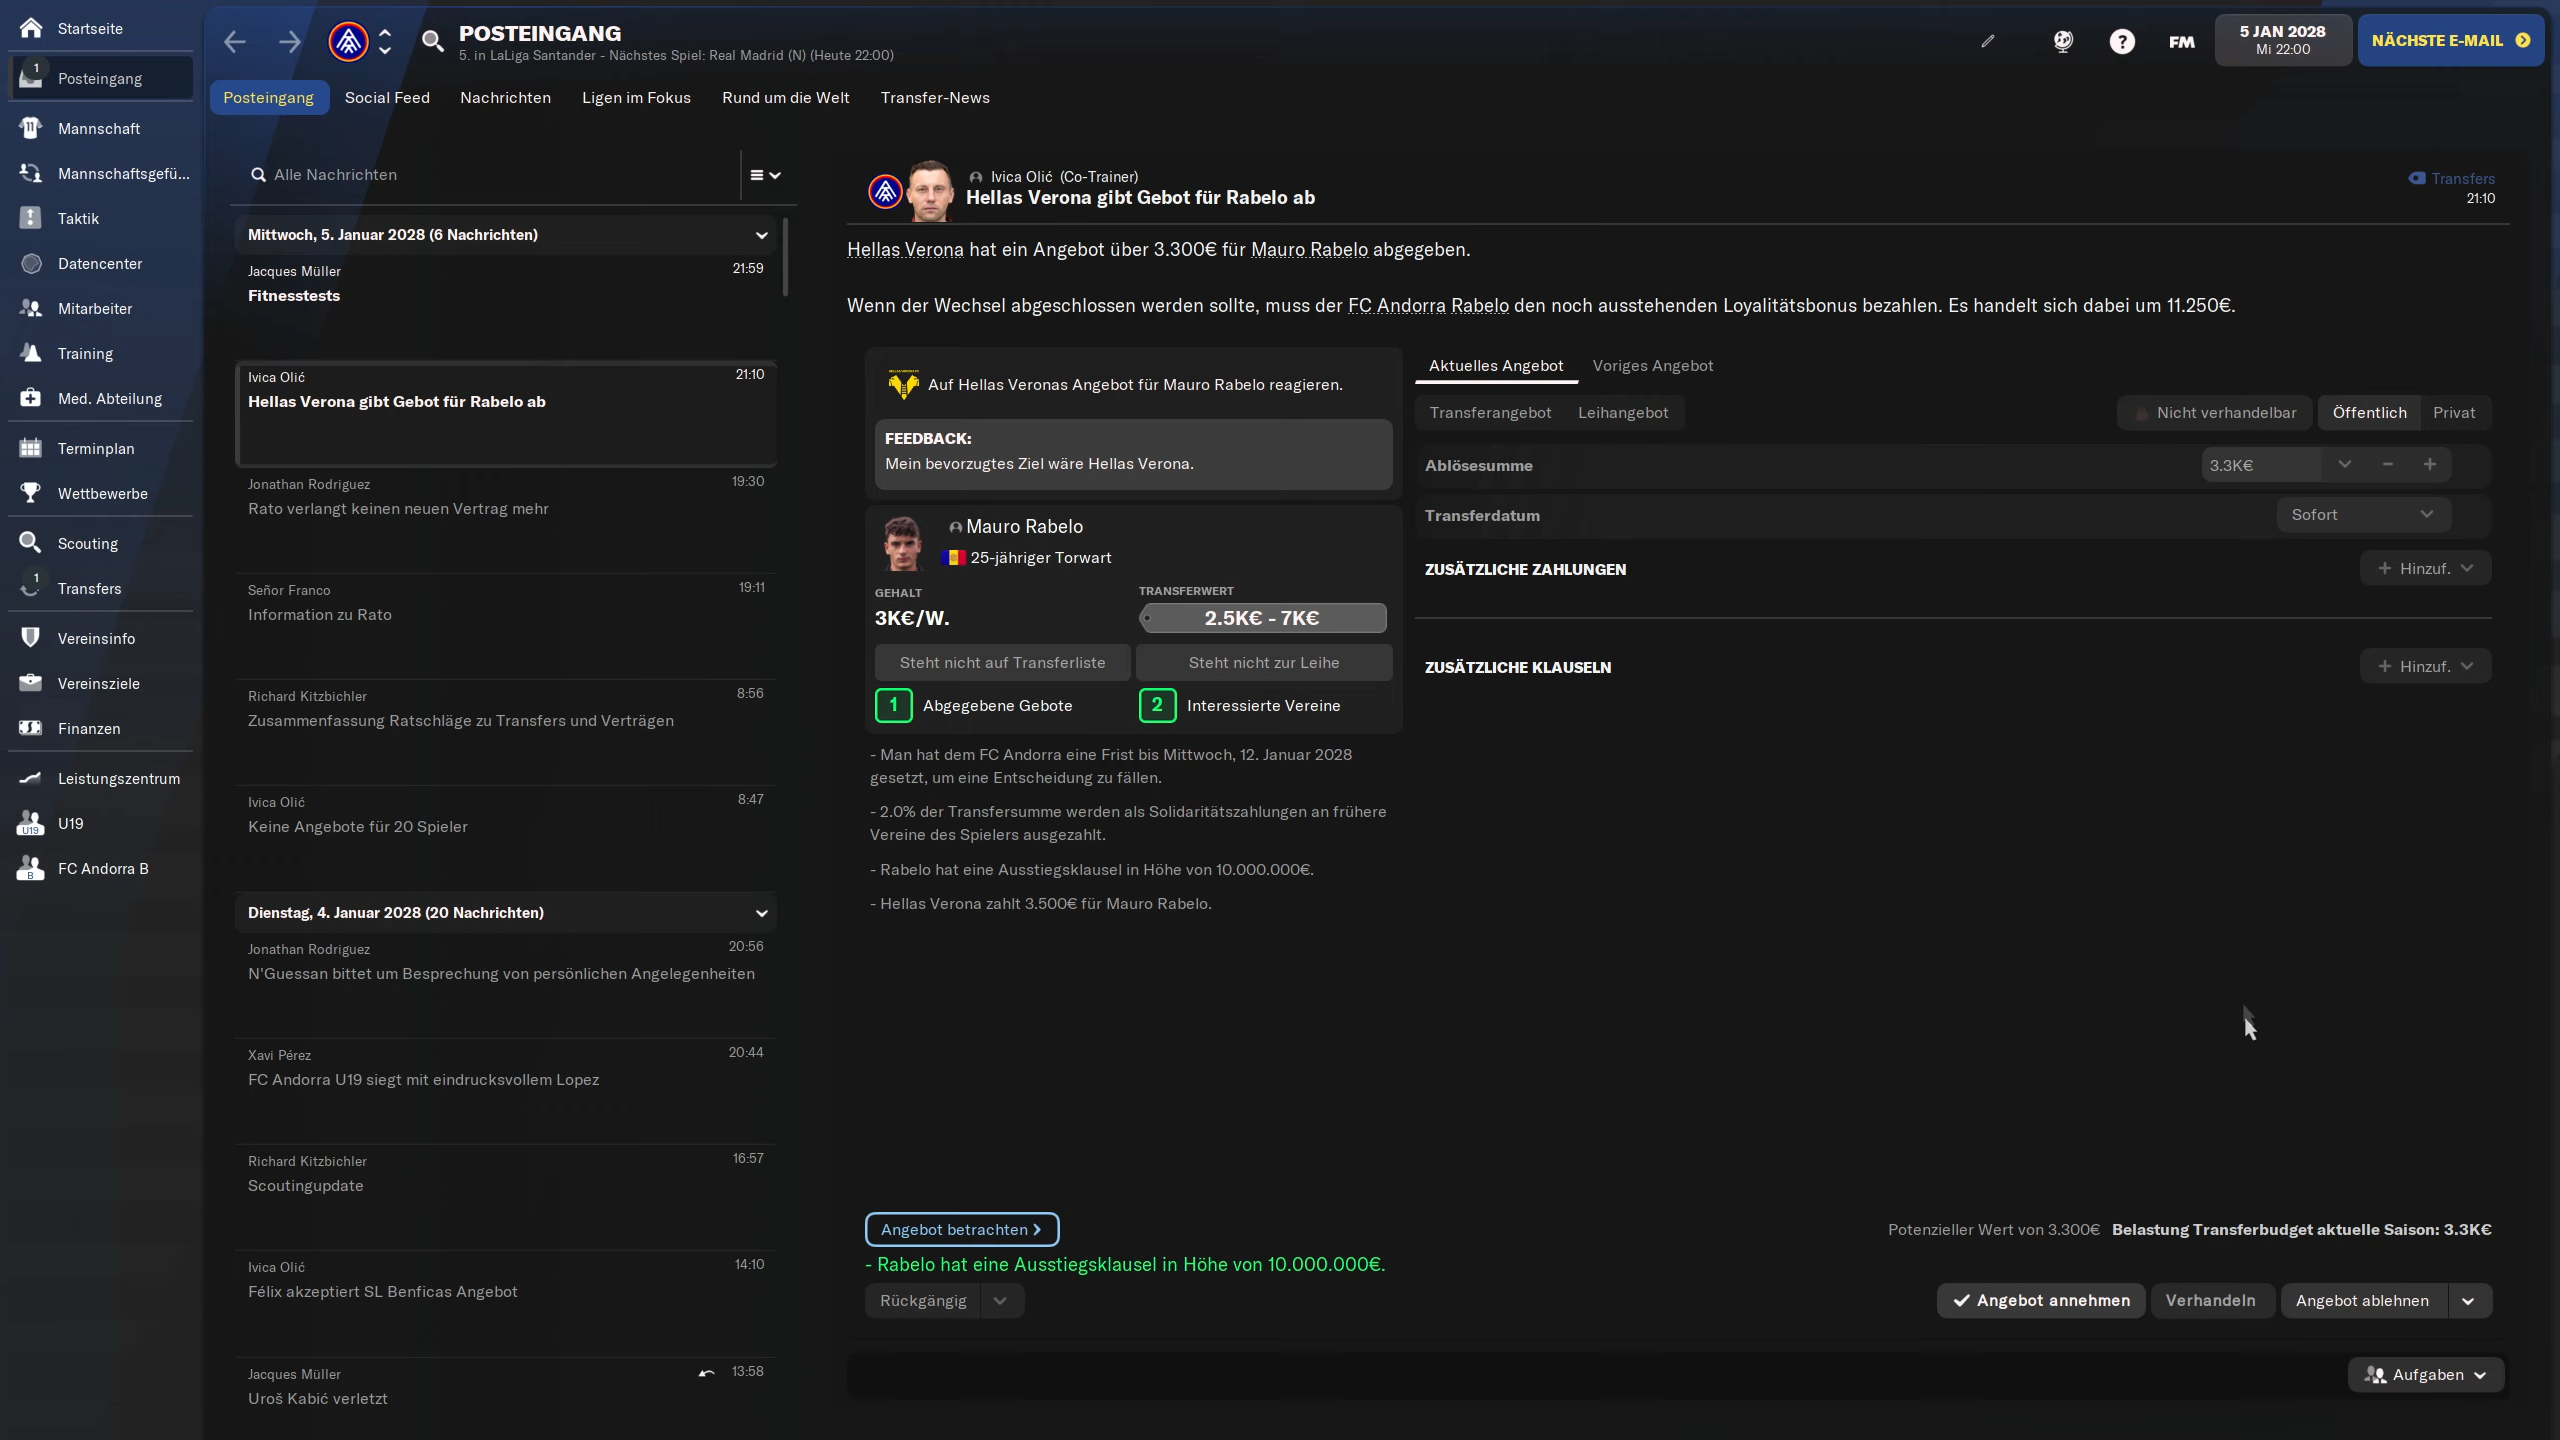 Startseite
1
Posteingang
Mannschaft
Mannschaftsgefü...
Taktik
Datencenter
Mitarbeiter
Training
Med. Abteilung
Terminplan
Wettbewerbe
Scouting
1
Transfers
Vereinsinfo
Vereinsziele
Finanzen
Leistungszentrum
U19
U19
B
FC Andorra B
POSTEINGANG
5. in LaLiga Santander - Nächstes Spiel: Real Madrid (N) (Heute 22:00)
?
FM
5 JAN 2028
Mi 22:00
NÄCHSTE E-MAIL
Posteingang
Social Feed
Nachrichten
Ligen im Fokus
Rund um die Welt
Transfer-News
Alle Nachrichten
Mittwoch, 5. Januar 2028 (6 Nachrichten)
Jacques Müller 21:59
Fitnesstests
Ivica Olić 21:10
Hellas Verona gibt Gebot für Rabelo ab
Jonathan Rodriguez 19:30
Rato verlangt keinen neuen Vertrag mehr
Señor Franco 19:11
Information zu Rato
Richard Kitzbichler 8:56
Zusammenfassung Ratschläge zu Transfers und Verträgen
Ivica Olić 8:47
Keine Angebote für 20 Spieler
Dienstag, 4. Januar 2028 (20 Nachrichten)
Jonathan Rodriguez 20:56
N'Guessan bittet um Besprechung von persönlichen Angelegenheiten
Xavi Pérez 20:44
FC Andorra U19 siegt mit eindrucksvollem Lopez
Richard Kitzbichler 16:57
Scoutingupdate
Ivica Olić 14:10
Félix akzeptiert SL Benficas Angebot
Jacques Müller 13:58
Uroš Kabić verletzt
Ivica Olić (Co-Trainer)
Hellas Verona gibt Gebot für Rabelo ab
Transfers
21:10
Hellas Verona hat ein Angebot über 3.300€ für Mauro Rabelo abgegeben.
Wenn der Wechsel abgeschlossen werden sollte, muss der FC Andorra Rabelo den noch ausstehenden Loyalitätsbonus bezahlen. Es handelt sich dabei um 11.250€.
Auf Hellas Veronas Angebot für Mauro Rabelo reagieren.
FEEDBACK:
Mein bevorzugtes Ziel wäre Hellas Verona.
Mauro Rabelo
25-jähriger Torwart
GEHALT
3K€/W.
TRANSFERWERT
2.5K€ - 7K€
Steht nicht auf Transferliste
Steht nicht zur Leihe
1 Abgegebene Gebote
2 Interessierte Vereine
- Man hat dem FC Andorra eine Frist bis Mittwoch, 12. Januar 2028
gesetzt, um eine Entscheidung zu fällen.
- 2.0% der Transfersumme werden als Solidaritätszahlungen an frühere
Vereine des Spielers ausgezahlt.
- Rabelo hat eine Ausstiegsklausel in Höhe von 10.000.000€.
- Hellas Verona zahlt 3.500€ für Mauro Rabelo.
Aktuelles Angebot
Voriges Angebot
Transferangebot
Leihangebot
Nicht verhandelbar
Öffentlich
Privat
Ablösesumme
3.3K€
Transferdatum
Sofort
ZUSÄTZLICHE ZAHLUNGEN
+ Hinzuf.
ZUSÄTZLICHE KLAUSELN
+ Hinzuf.
Angebot betrachten
- Rabelo hat eine Ausstiegsklausel in Höhe von 10.000.000€.
Rückgängig
Potenzieller Wert von 3.300€ Belastung Transferbudget aktuelle Saison: 3.3K€
Angebot annehmen
Verhandeln
Angebot ablehnen
Aufgaben